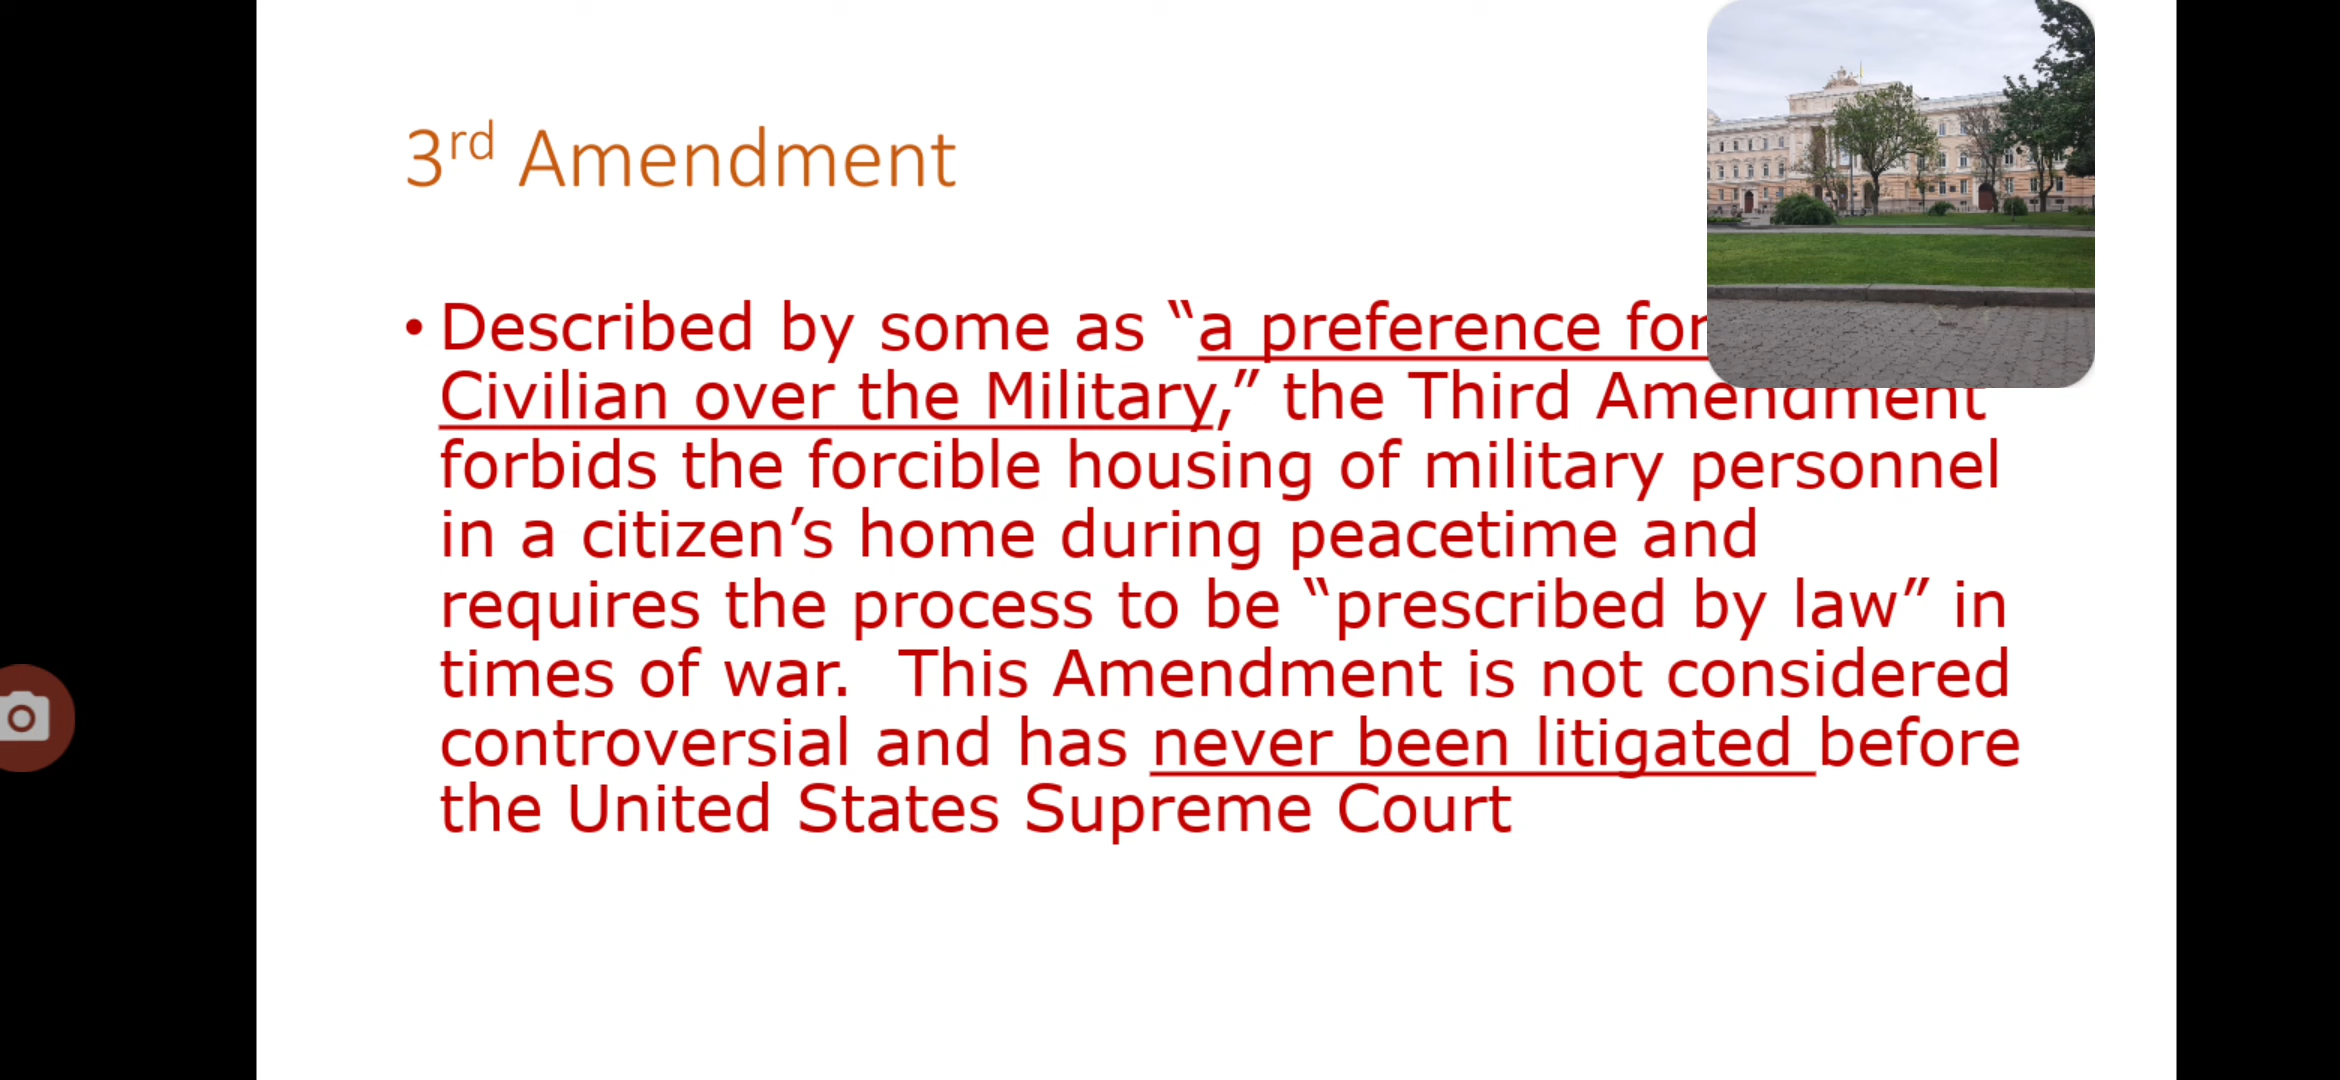 3rd Amendment
• Described by some as “a preference for
Civilian over the Military,” the Third Amendment
forbids the forcible housing of military personnel
in a citizen’s home during peacetime and
requires the process to be “prescribed by law” in
times of war.  This Amendment is not considered
controversial and has never been litigated before
the United States Supreme Court